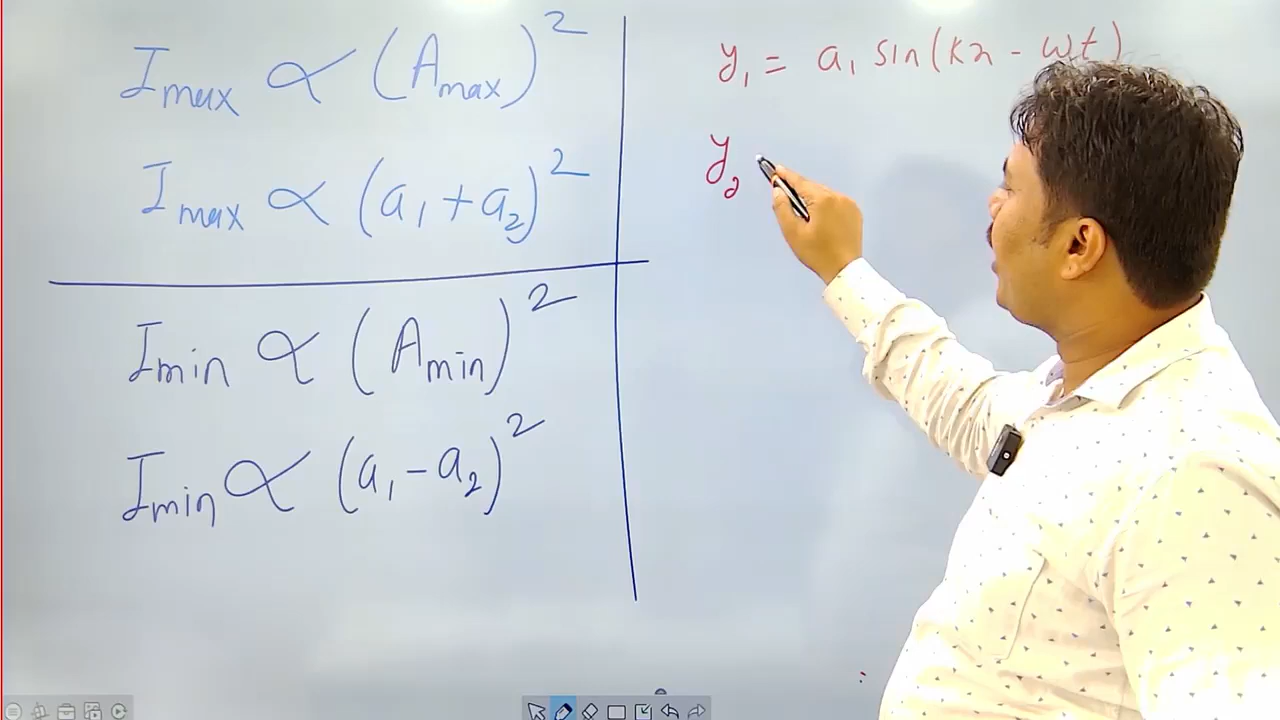 I_max ∝ (A_max)²
I_max ∝ (a₁ + a₂)²
I_min ∝ (A_min)²
I_min ∝ (a₁ - a₂)²
y₁ = a₁ sin(kx - ωt)
y₂